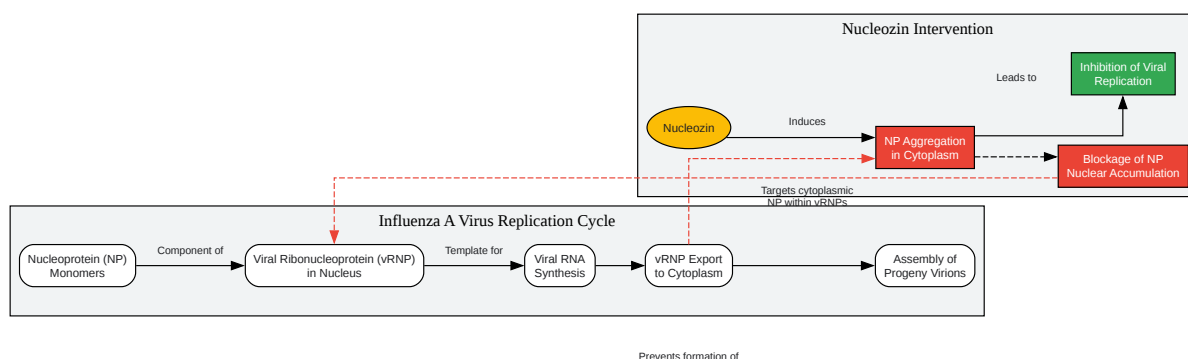 Nucleozin Intervention
Leads to
Inhibition of Viral
Replication
Nucleozin
Induces
NP Aggregation
in Cytoplasm
Blockage of NP
Nuclear Accumulation
Targets cytoplasmic
NP within vRNPs
Influenza A Virus Replication Cycle
Nucleoprotein (NP)
Monomers
Component of
Viral Ribonucleoprotein (vRNP)
in Nucleus
Template for
Viral RNA
Synthesis
vRNP Export
to Cytoplasm
Assembly of
Progeny Virions
Prevents formation of